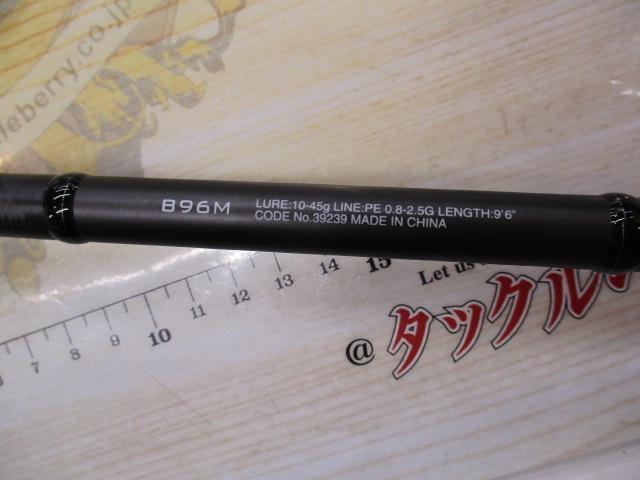 leberry.co.jp
B96M
LURE:10-45g LINE:PE 0.8-2.5G LENGTH:9'6"
CODE No.39239 MADE IN CHINA
6 7 8 9 10 11 12 13 14 15
Let us
@タックル